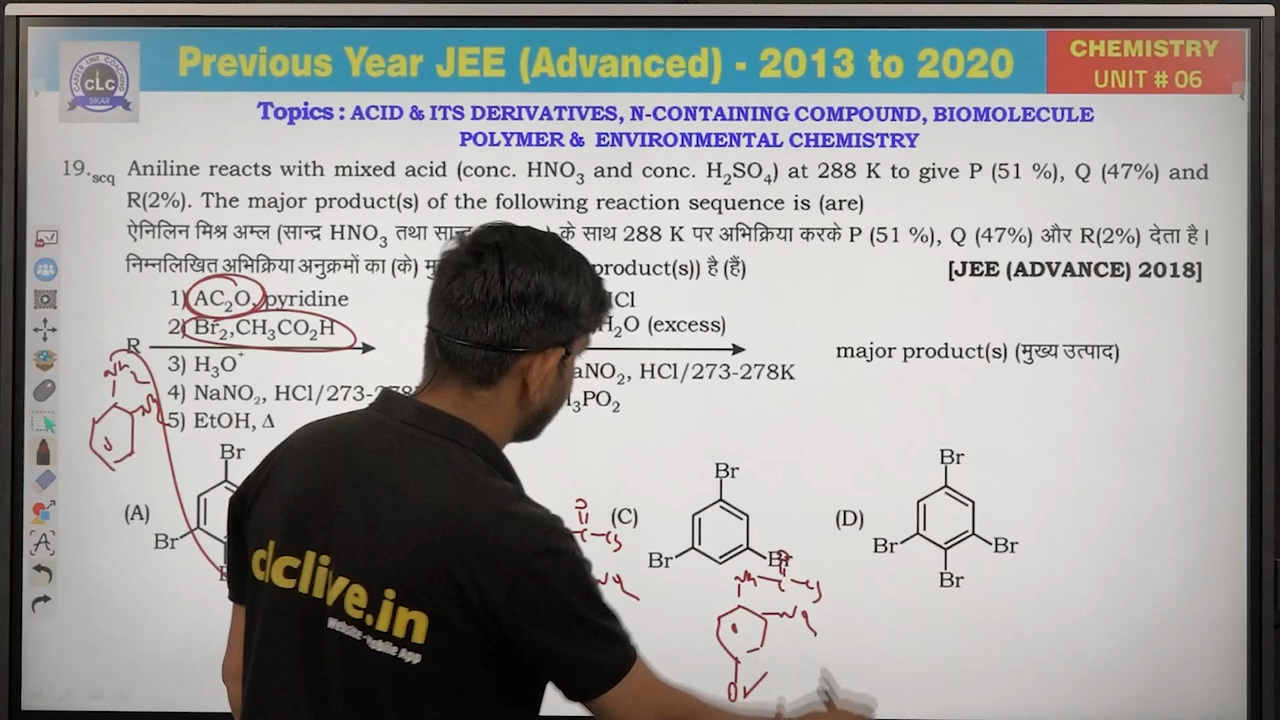 CLC
SIKAR
Previous Year JEE (Advanced) - 2013 to 2020
CHEMISTRY
UNIT # 06
Topics : ACID & ITS DERIVATIVES, N-CONTAINING COMPOUND, BIOMOLECULE
POLYMER & ENVIRONMENTAL CHEMISTRY
19.scq Aniline reacts with mixed acid (conc. HNO₃ and conc. H₂SO₄) at 288 K to give P (51 %), Q (47%) and
R(2%). The major product(s) of the following reaction sequence is (are)
ऐनिलिन मिश्र अम्ल (सान्द्र HNO₃ तथा के साथ 288 K पर अभिक्रिया करके P (51 %), Q (47%) और R(2%) देता है।
निम्नलिखित अभिक्रिया अनुक्रमों का (के) product(s)) है (हैं)
[JEE (ADVANCE) 2018]
R
1) AC₂O, pyridine
2) Br₂,CH₃CO₂H
3) H₃O⁺
4) NaNO₂, HCl/273-278
5) EtOH, Δ
HCl
H₂O (excess)
aNO₂, HCl/273-278K
₃PO₂
major product(s) (मुख्य उत्पाद)
(A)
Br
Br
(C)
Br
Br
Br
(D)
Br
Br
Br
Br
clclive.in
Website